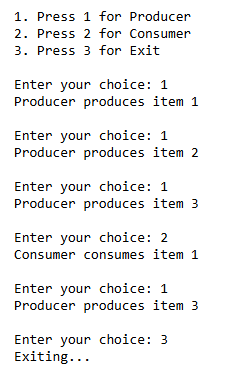 1. Press 1 for Producer
2. Press 2 for Consumer
3. Press 3 for Exit
Enter your choice: 1
Producer produces item 1
Enter your choice: 1
Producer produces item 2
Enter your choice: 1
Producer produces item 3
Enter your choice: 2
Consumer consumes item 1
Enter your choice: 1
Producer produces item 3
Enter your choice: 3
Exiting...